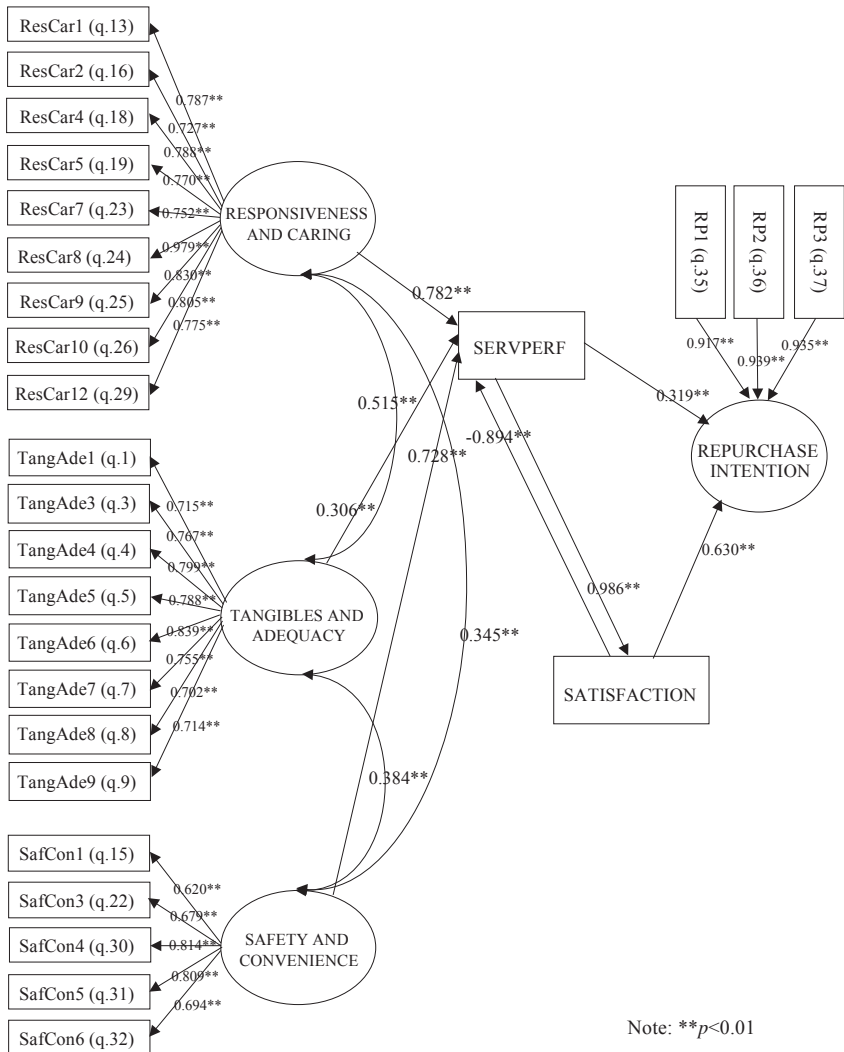 ResCar1 (q.13)
ResCar2 (q.16)
ResCar4 (q.18)
ResCar5 (q.19)
ResCar7 (q.23)
ResCar8 (q.24)
ResCar9 (q.25)
ResCar10 (q.26)
ResCar12 (q.29)
0.787**
0.727**
0.788**
0.770**
0.752**
0.979**
0.830**
0.805**
0.775**
RESPONSIVENESS
AND CARING
TangAde1 (q.1)
TangAde3 (q.3)
TangAde4 (q.4)
TangAde5 (q.5)
TangAde6 (q.6)
TangAde7 (q.7)
TangAde8 (q.8)
TangAde9 (q.9)
0.715**
0.767**
0.799**
0.788**
0.839**
0.755**
0.702**
0.714**
TANGIBLES AND
ADEQUACY
SafCon1 (q.15)
SafCon3 (q.22)
SafCon4 (q.30)
SafCon5 (q.31)
SafCon6 (q.32)
0.620**
0.679**
0.814**
0.809**
0.694**
SAFETY AND
CONVENIENCE
0.782**
0.515**
0.306**
0.728**
0.345**
0.384**
SERVPERF
-0.894**
0.986**
SATISFACTION
0.319**
0.630**
RP1 (q.35)
RP2 (q.36)
RP3 (q.37)
0.917**
0.939**
0.935**
REPURCHASE
INTENTION
Note: **p<0.01